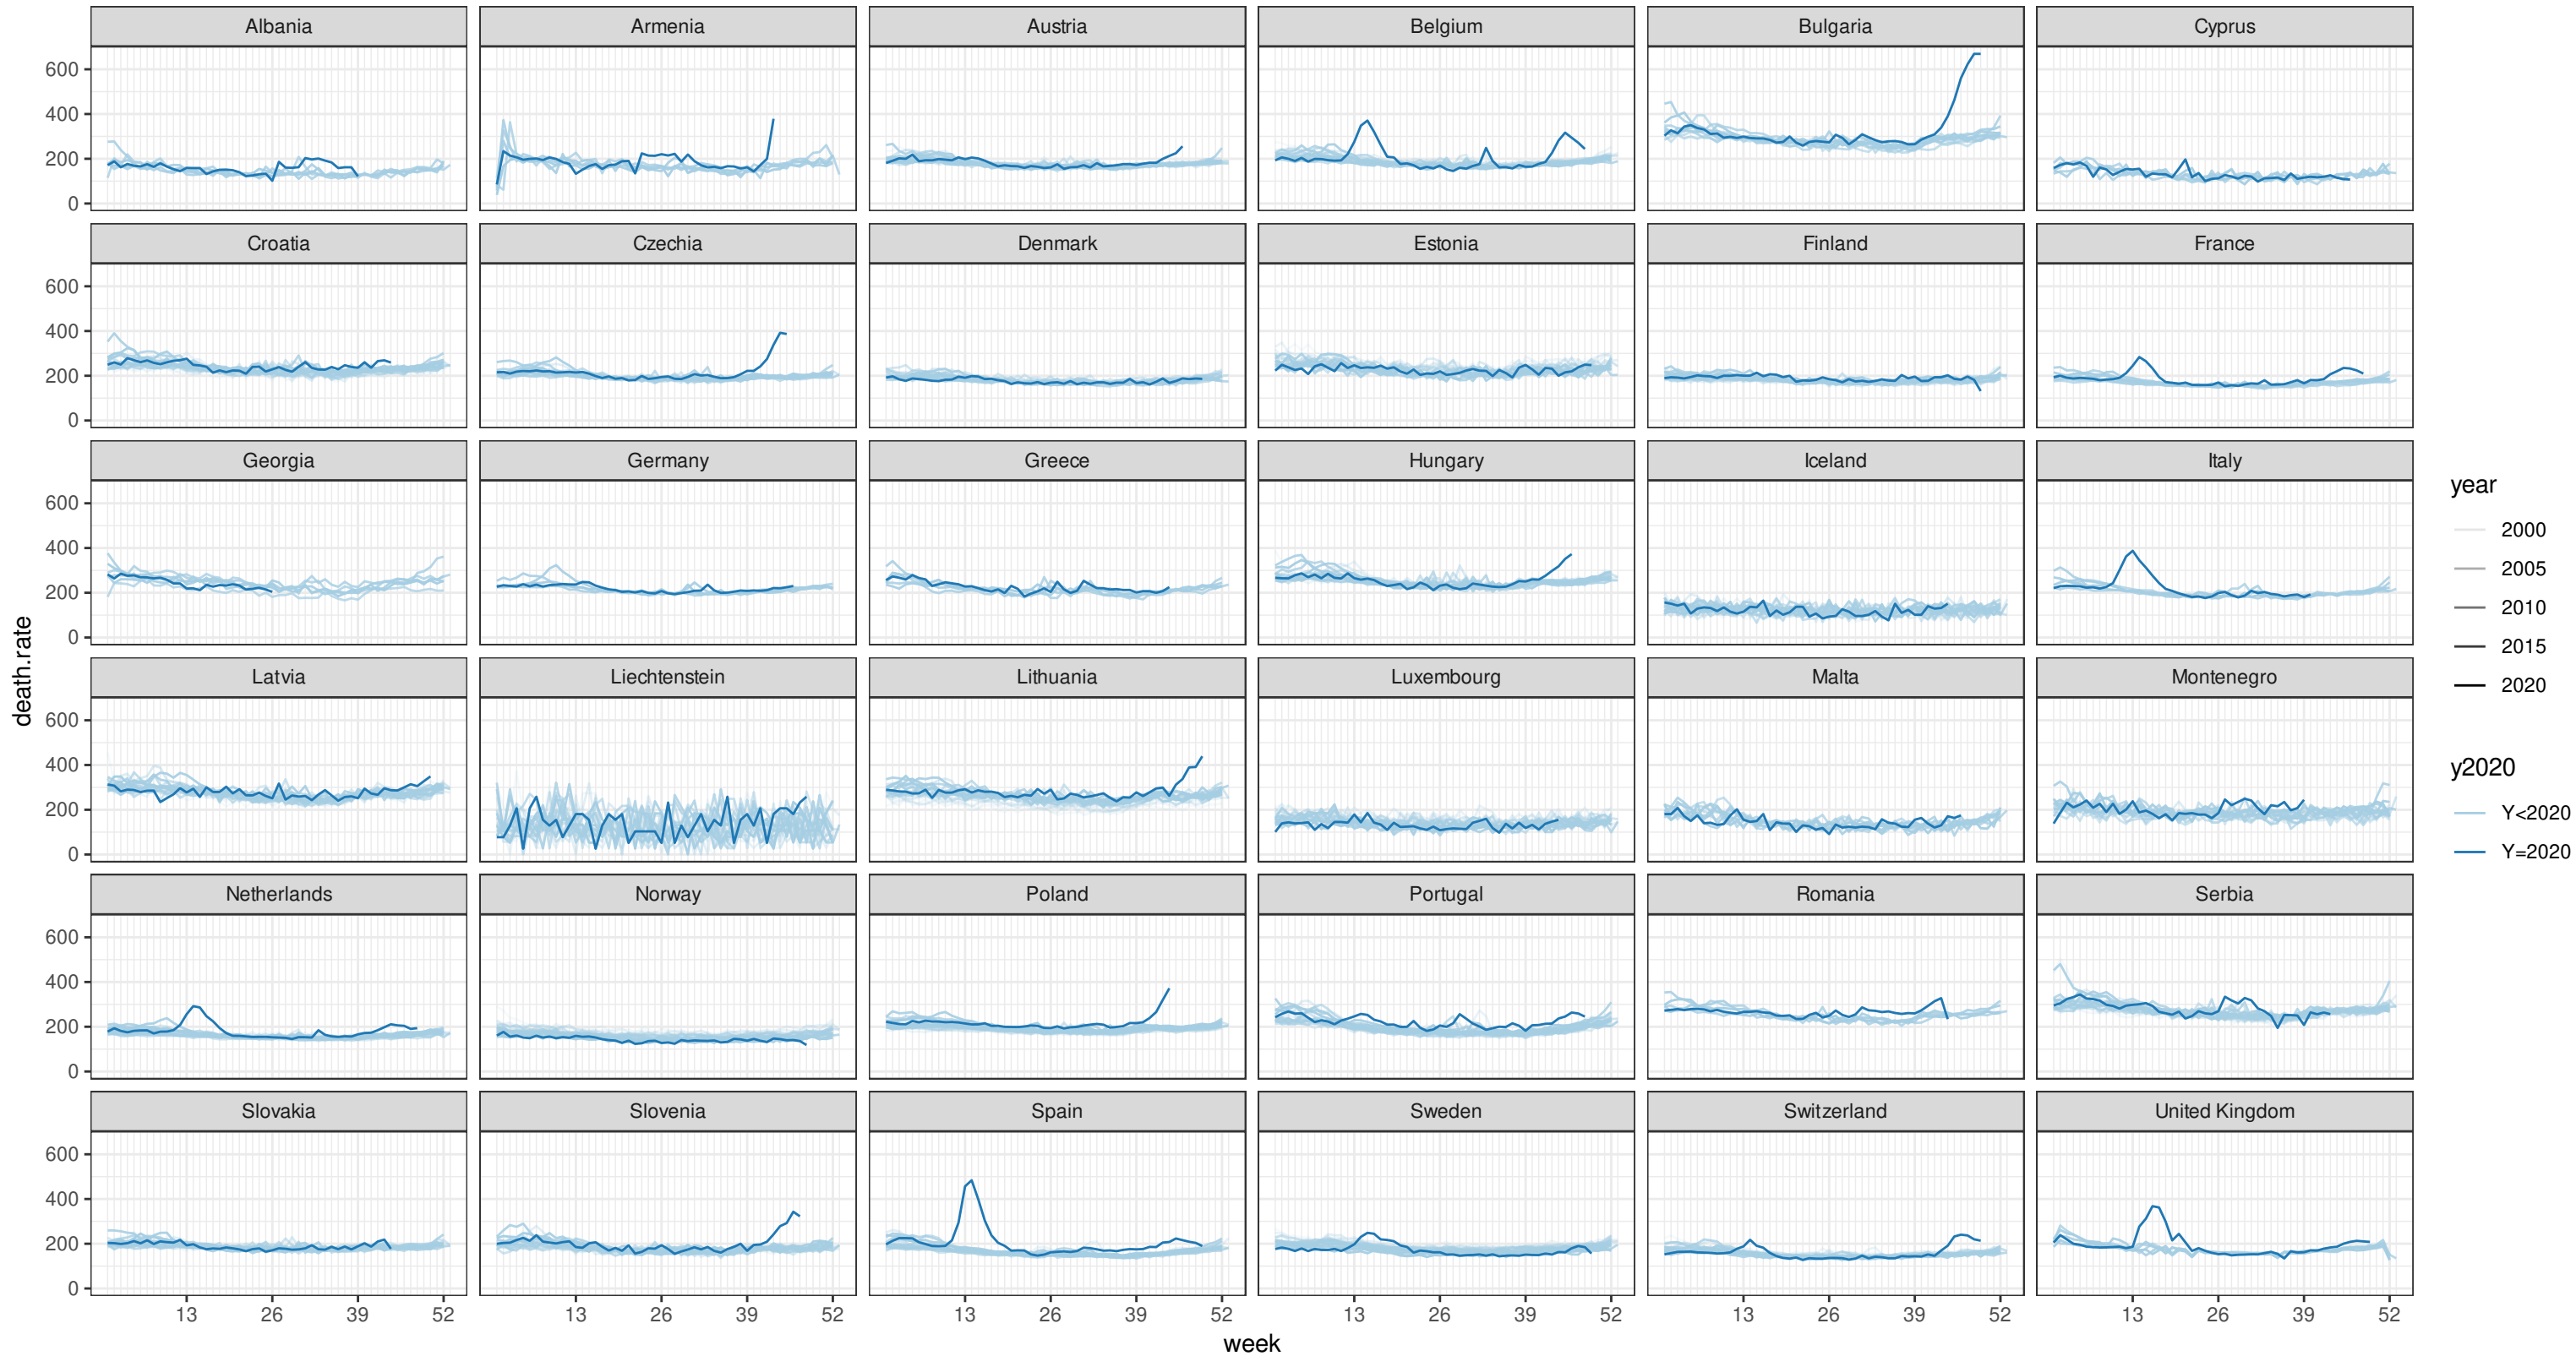 Albania Armenia Austria Belgium Bulgaria Cyprus
600
400
200
0
Croatia Czechia Denmark Estonia Finland France
600
400
200
0
Georgia Germany Greece Hungary Iceland Italy
600
400
200
0
Latvia Liechtenstein Lithuania Luxembourg Malta Montenegro
600
400
200
0
Netherlands Norway Poland Portugal Romania Serbia
600
400
200
0
Slovakia Slovenia Spain Sweden Switzerland United Kingdom
600
400
200
0
13 26 39 52 13 26 39 52 13 26 39 52 13 26 39 52 13 26 39 52 13 26 39 52
week
death.rate
year
2000
2005
2010
2015
2020
y2020
Y<2020
Y=2020